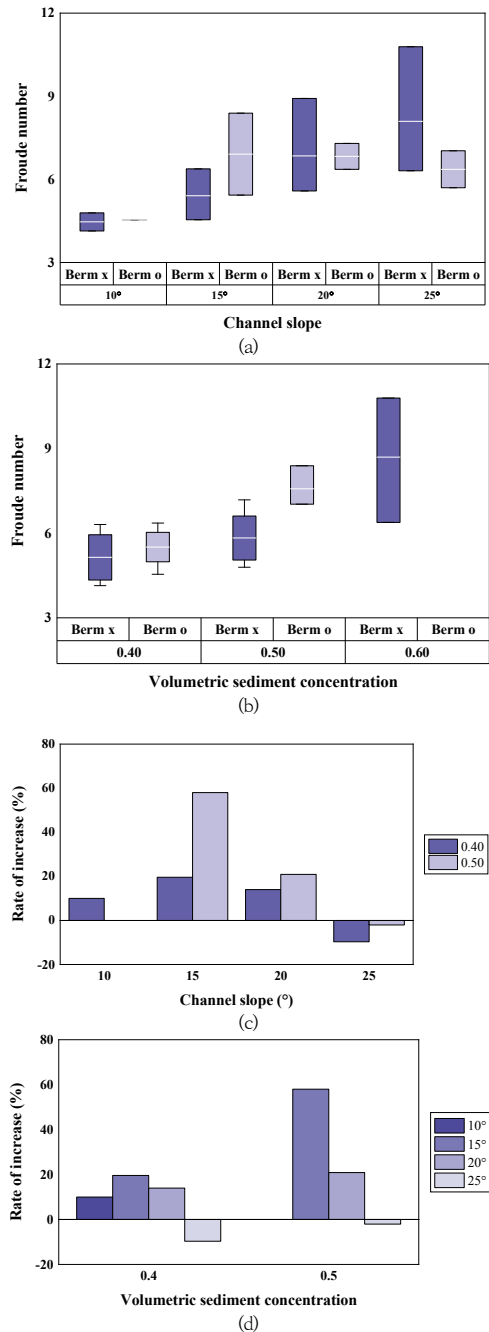 12
9
6
3
Froude number
Berm x Berm o Berm x Berm o Berm x Berm o Berm x Berm o
10° 15° 20° 25°
Channel slope
(a)
12
9
6
3
Froude number
Berm x Berm o Berm x Berm o Berm x Berm o
0.40 0.50 0.60
Volumetric sediment concentration
(b)
80
60
40
20
0
-20
Rate of increase (%)
0.40
0.50
10 15 20 25
Channel slope (°)
(c)
80
60
40
20
0
-20
Rate of increase (%)
10°
15°
20°
25°
0.4 0.5
Volumetric sediment concentration
(d)